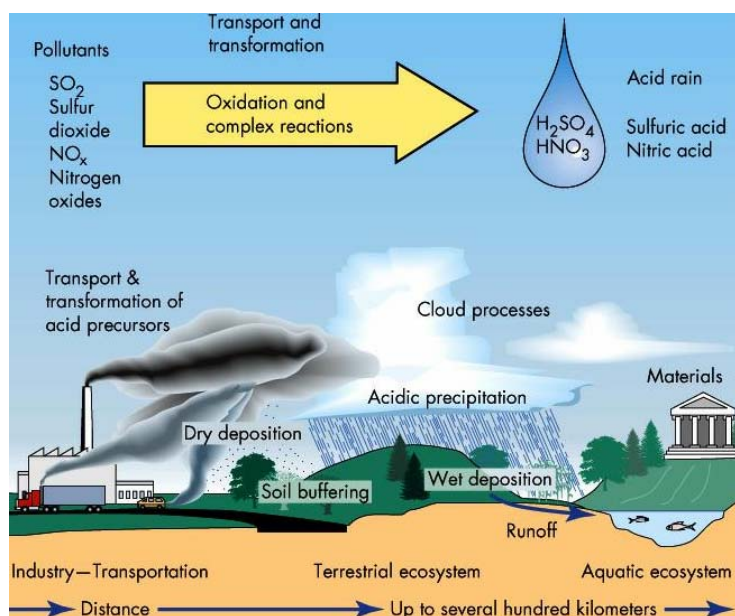 Pollutants
SO₂
Sulfur
dioxide
NOₓ
Nitrogen
oxides
Transport and
transformation
Oxidation and
complex reactions
H₂SO₄
HNO₃
Acid rain
Sulfuric acid
Nitric acid
Transport &
transformation of
acid precursors
Cloud processes
Acidic precipitation
Materials
Dry deposition
Soil buffering
Wet deposition
Runoff
Industry—Transportation
Terrestrial ecosystem
Aquatic ecosystem
Distance
Up to several hundred kilometers